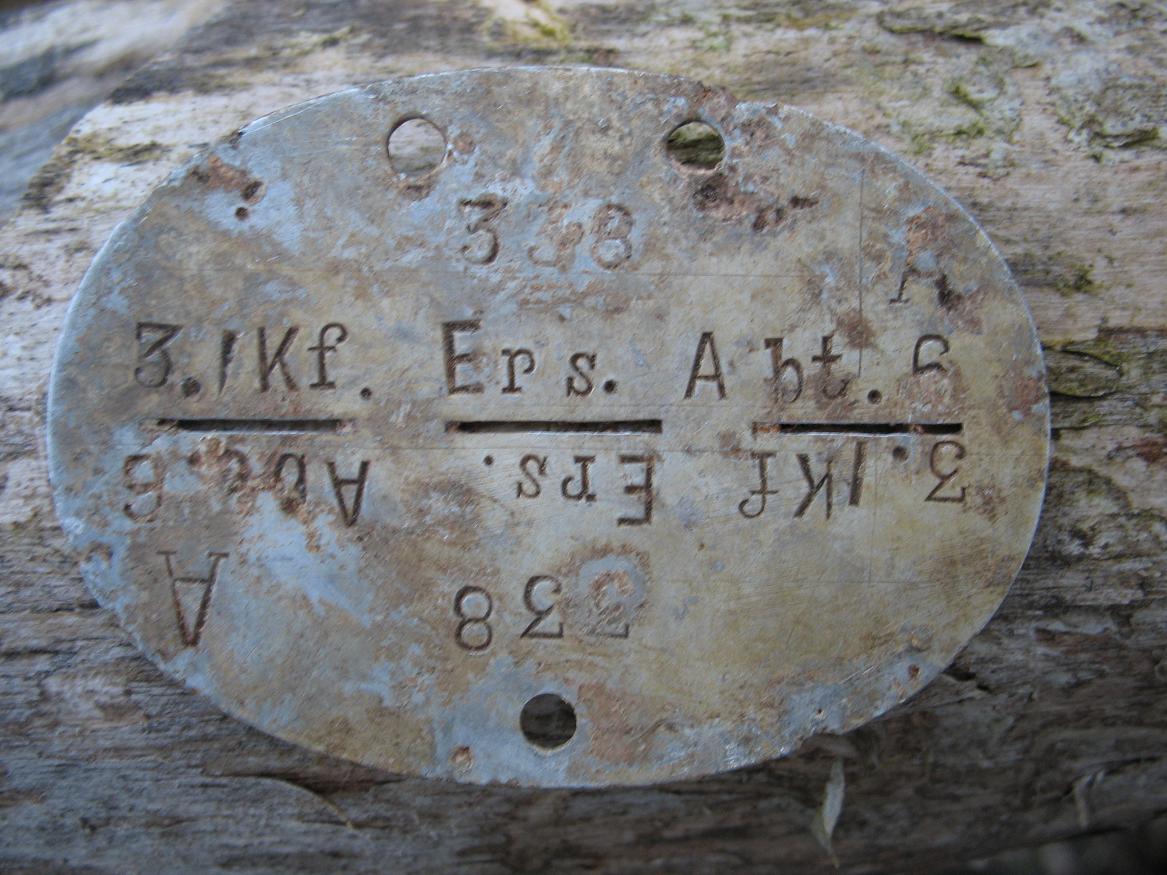 338
A
3./Kf. Ers. Abt. 6
3./Kf Ers. Abt. 6
338
A